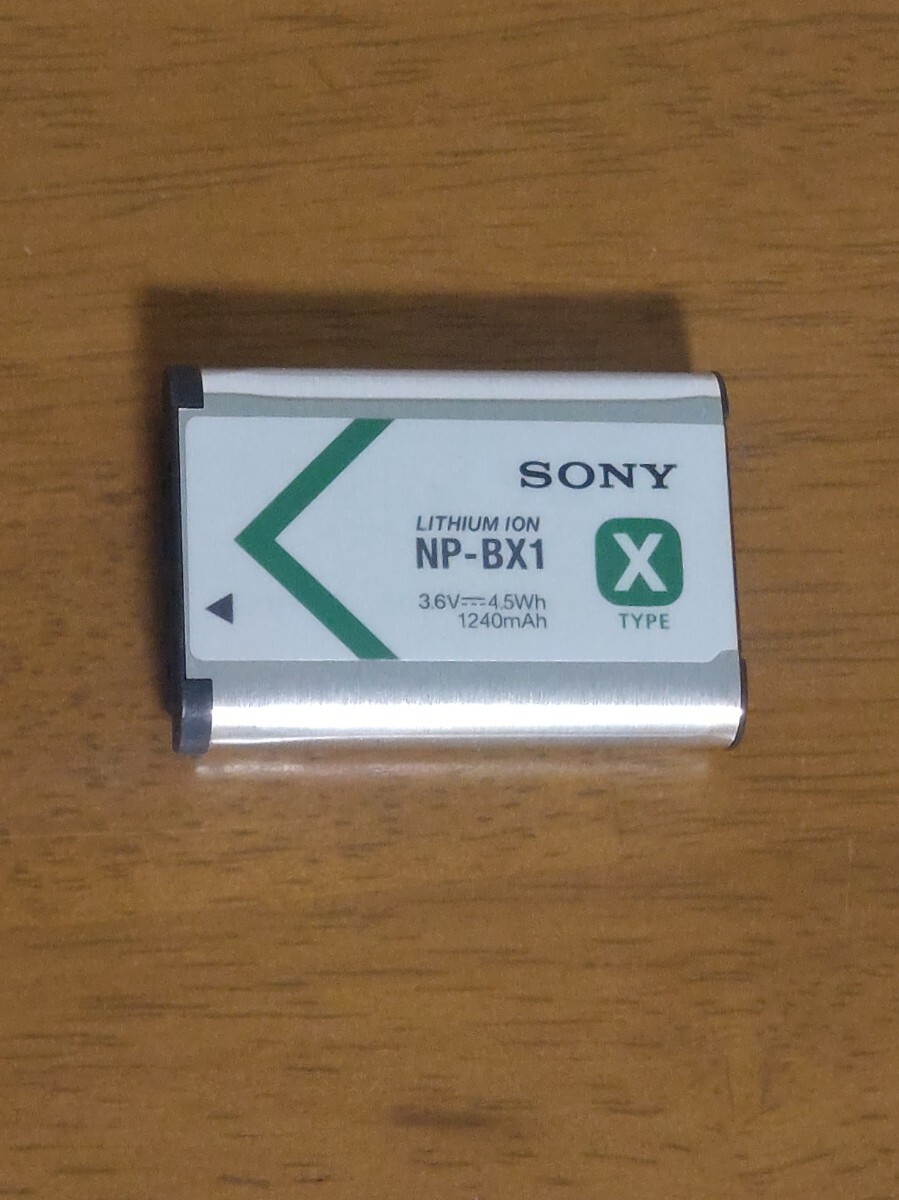 SONY
LITHIUM ION
NP-BX1
3.6V⎓4.5Wh
1240mAh
X
TYPE